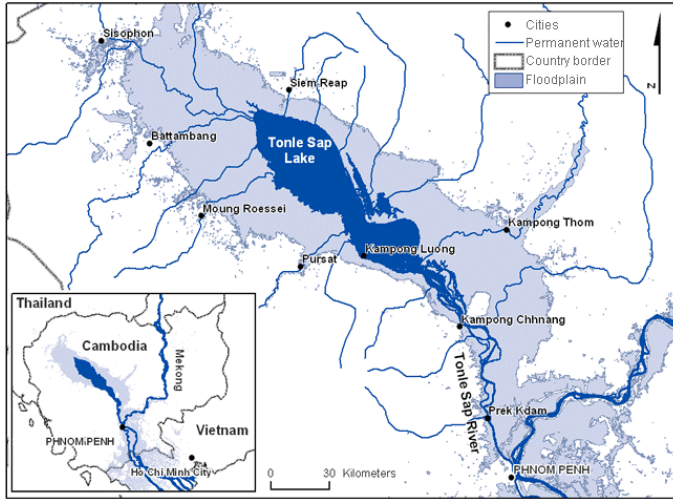 Cities
Permanent water
Country border
Floodplain
N
Sisophon
Siem Reap
Battambang
Tonle Sap
Lake
Moung Roessei
Kampong Thom
Kampong Luong
Pursat
Kampong Chhnang
Tonle Sap River
Prek Kdam
PHNOM PENH
0 30 Kilometers
Thailand
Cambodia
Mekong
PHNOM PENH
Vietnam
Ho Chi Minh City